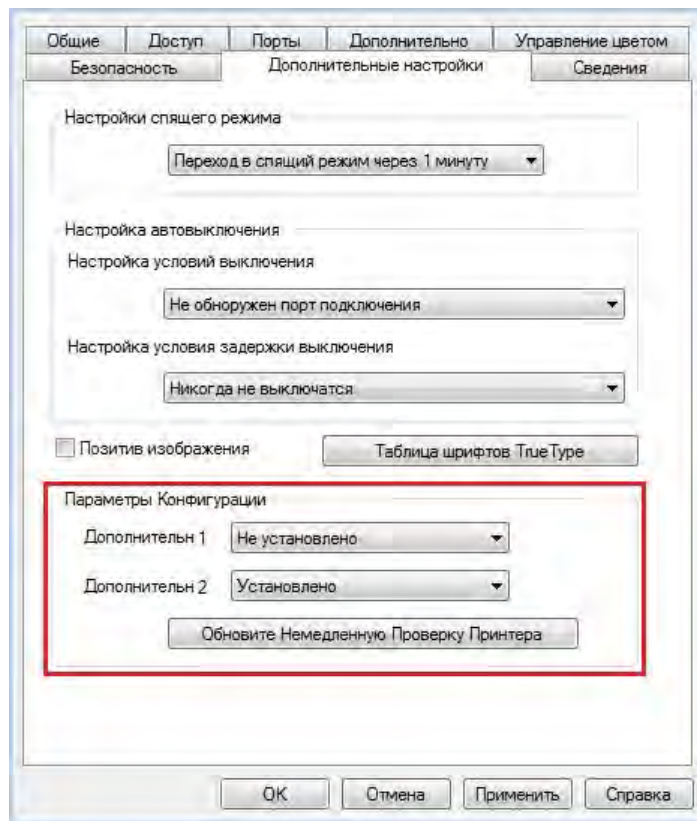 Общие Доступ Порты Дополнительно Управление цветом
Безопасность Дополнительные настройки Сведения
Настройки спящего режима
Переход в спящий режим через 1 минуту
Настройка автовыключения
Настройка условий выключения
Не обноружен порт подключения
Настройка условия задержки выключения
Никогда не выключатся
Позитив изображения Таблица шрифтов TrueType
Параметры Конфигурации
Дополнительн 1 Не установлено
Дополнительн 2 Установлено
Обновите Немедленную Проверку Принтера
OK Отмена Применить Справка